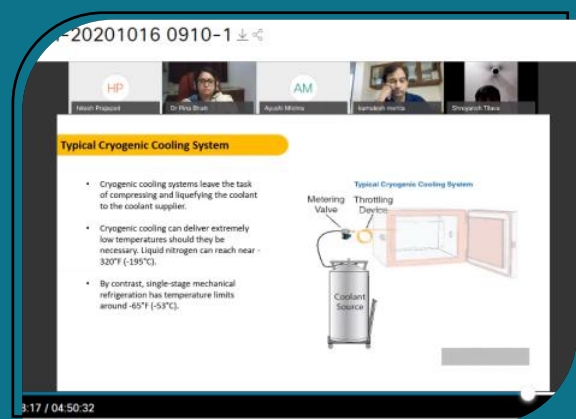 -20201016 0910-1
HP
AM
Nilesh Prajapati
Dr Pina Bhatt
Ayushi Mishra
kamalesh mehta
Shreyansh Tilava
Typical Cryogenic Cooling System
• Cryogenic cooling systems leave the task
of compressing and liquefying the coolant
to the coolant supplier.
• Cryogenic cooling can deliver extremely
low temperatures should they be
necessary. Liquid nitrogen can reach near -
320°F (-195°C).
• By contrast, single-stage mechanical
refrigeration has temperature limits
around -65°F (-53°C).
Typical Cryogenic Cooling System
Metering
Valve
Throttling
Device
Coolant
Source
3:17 / 04:50:32